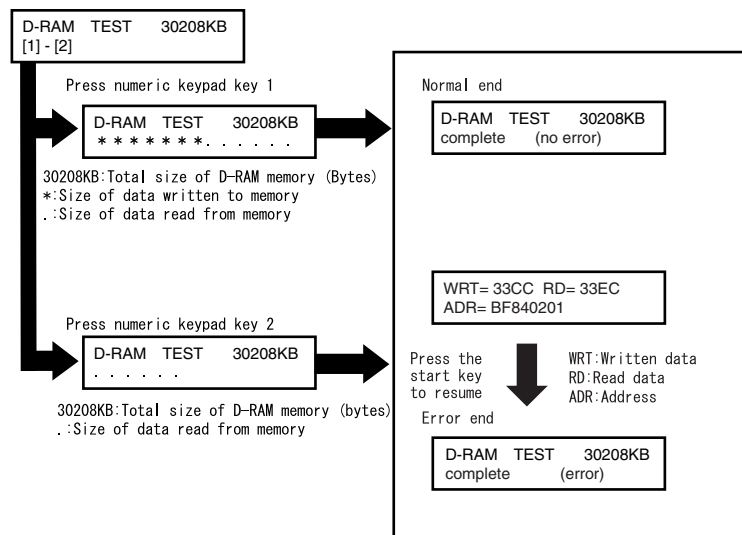 D-RAM TEST 30208KB
[1] - [2]
Press numeric keypad key 1
D-RAM TEST 30208KB
*******......
30208KB:Total size of D-RAM memory (Bytes)
*:Size of data written to memory
.:Size of data read from memory
Press numeric keypad key 2
D-RAM TEST 30208KB
......
30208KB:Total size of D-RAM memory (bytes)
.:Size of data read from memory
Normal end
D-RAM TEST 30208KB
complete (no error)
WRT= 33CC RD= 33EC
ADR= BF840201
Press the
start key
to resume
WRT:Written data
RD:Read data
ADR:Address
Error end
D-RAM TEST 30208KB
complete (error)